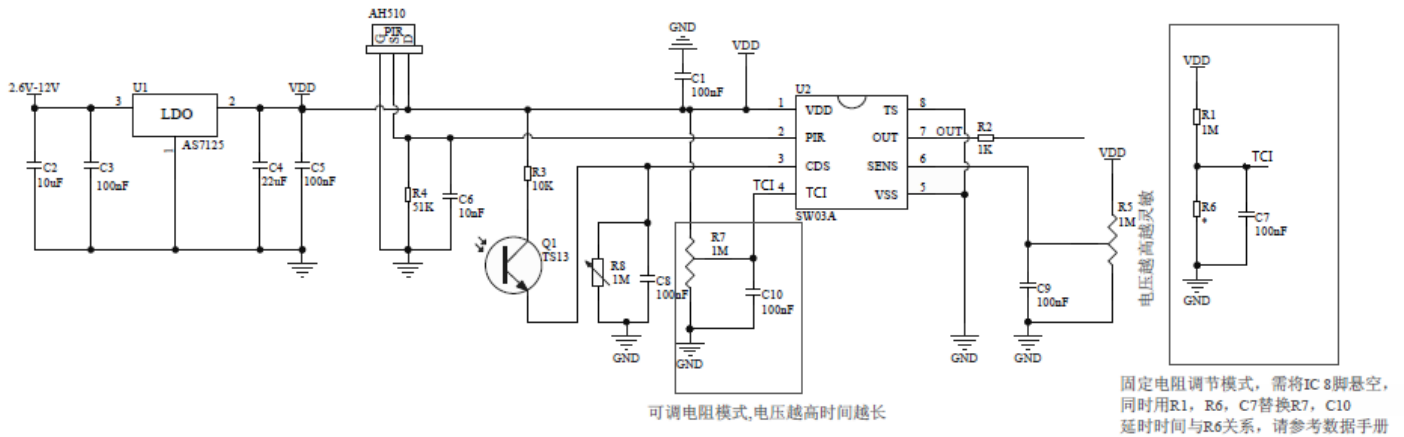 AH510
PIR
G S D
2.6V-12V
U1
LDO
3
2
1
AS7125
VDD
C2
10uF
C3
100nF
C4
22uF
C5
100nF
R4
51K
C6
10nF
R3
10K
Q1
TS13
R8
1M
C8
100nF
GND
GND
C1
100nF
VDD
U2
1 VDD TS 8
2 PIR OUT 7 OUT
3 CDS SENS 6
TCI 4 TCI VSS 5
SW03A
R2
1K
R7
1M
C10
100nF
GND
可调电阻模式,电压越高时间越长
GND
C9
100nF
GND
VDD
R5
1M
电压越高越灵敏
VDD
R1
1M
TCI
R6
*
C7
100nF
GND
固定电阻调节模式，需将IC 8脚悬空，
同时用R1，R6，C7替换R7，C10
延时时间与R6关系，请参考数据手册